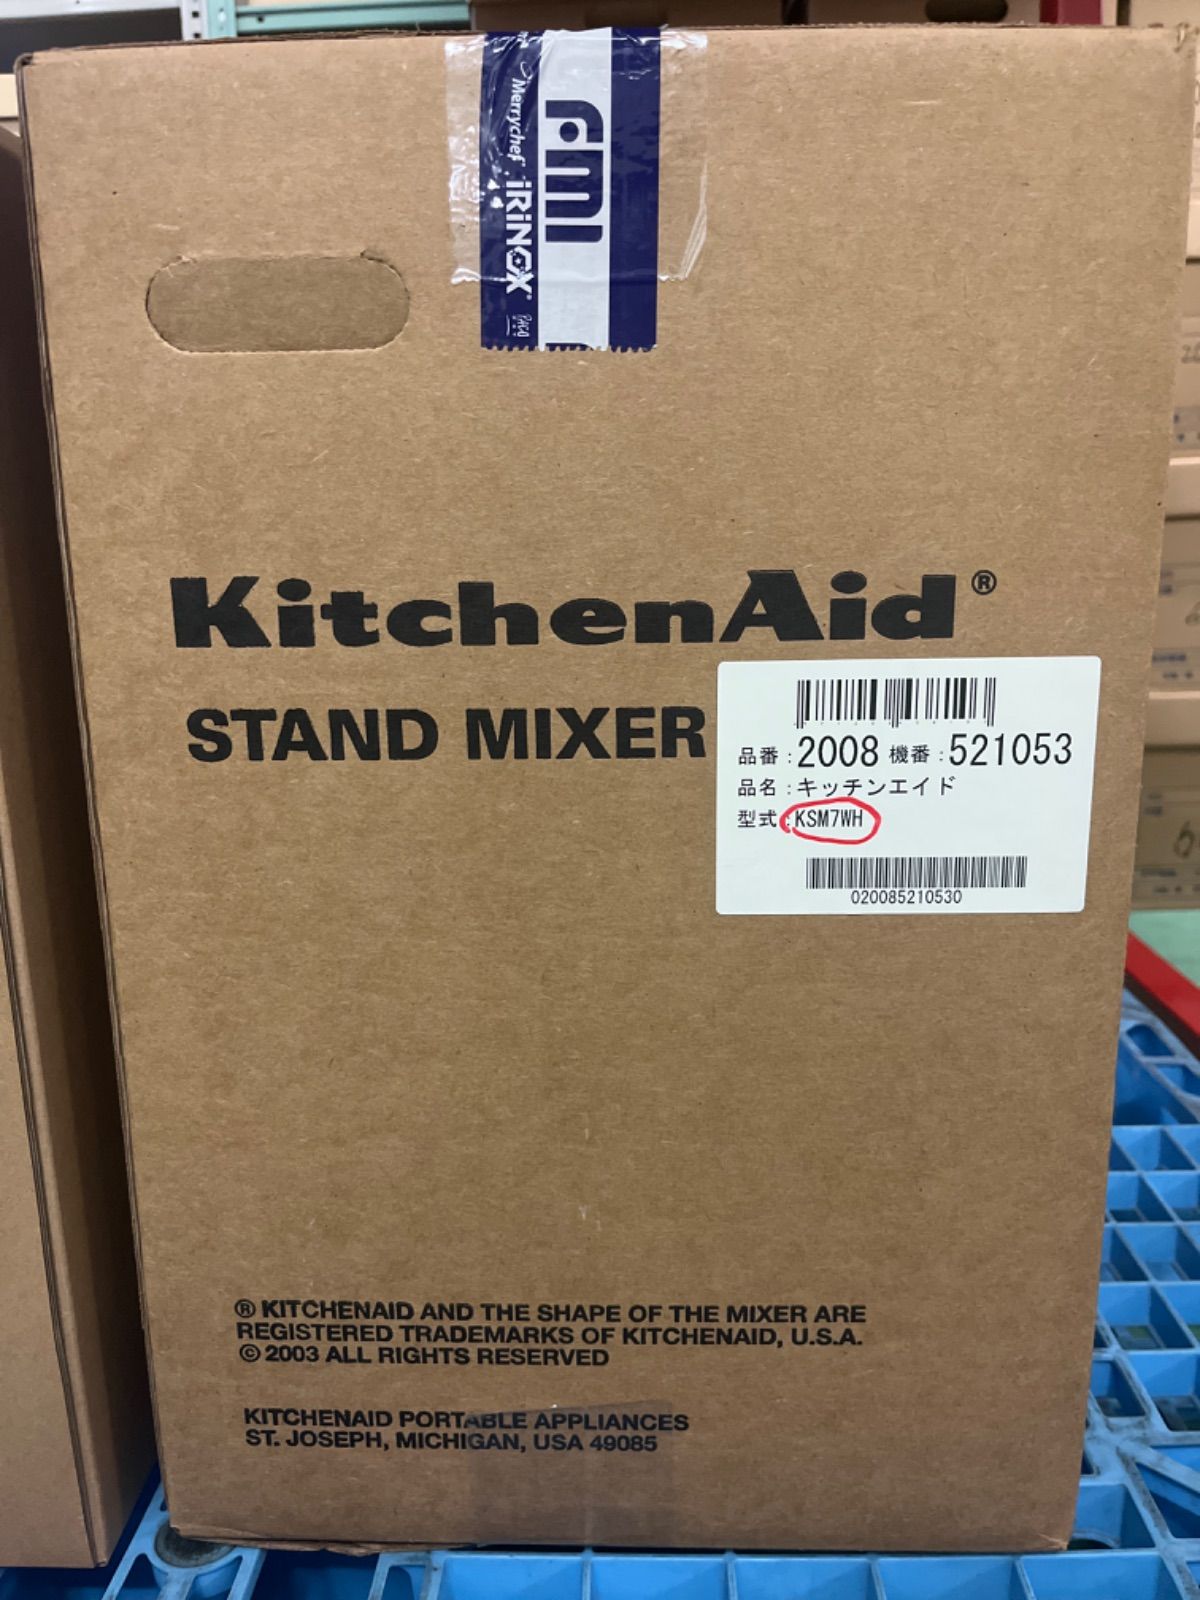 Merrychef iRiNOX PACO
FMI
KitchenAid®
STAND MIXER
品番:2008 機番:521053
品名:キッチンエイド
型式:KSM7WH
020085210530
® KITCHENAID AND THE SHAPE OF THE MIXER ARE
REGISTERED TRADEMARKS OF KITCHENAID, U.S.A.
© 2003 ALL RIGHTS RESERVED
KITCHENAID PORTABLE APPLIANCES
ST. JOSEPH, MICHIGAN, USA 49085